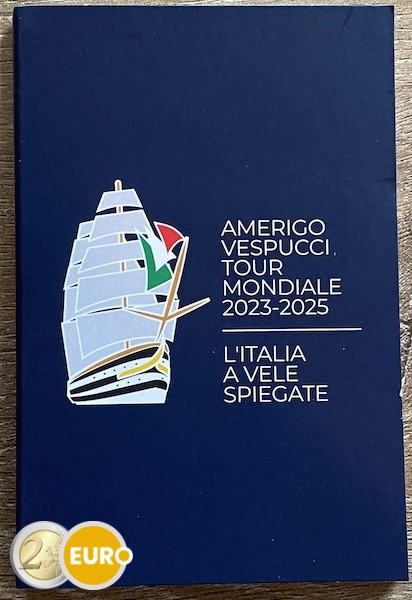 AMERIGO
VESPUCCI
TOUR
MONDIALE
2023-2025
L'ITALIA
A VELE
SPIEGATE
2 EURO